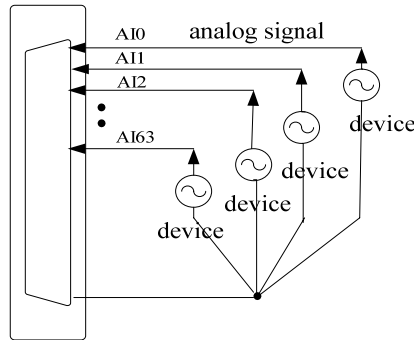 AI0
analog signal
AI1
AI2
AI63
device
device
device
device